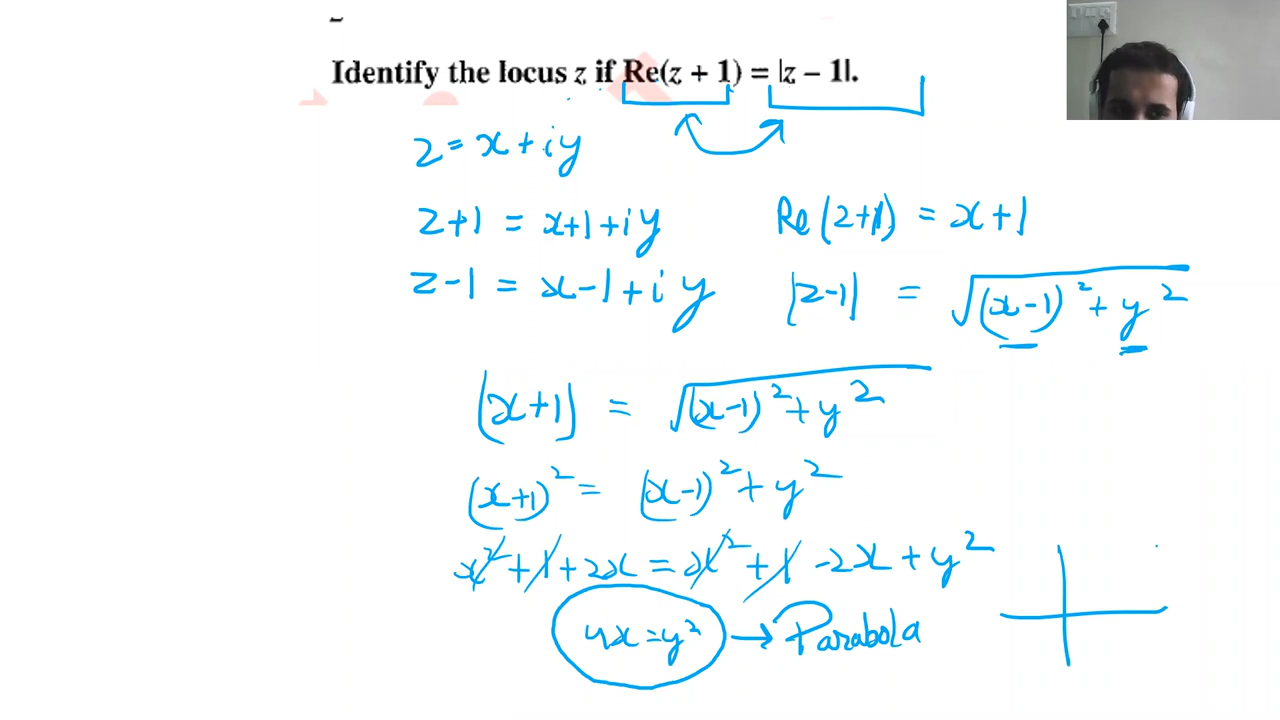 Identify the locus z if Re(z + 1) = |z − 1|.
z = x + iy
z+1 = x+1+iy Re(z+1) = x+1
z-1 = x-1+iy |z-1| = √(x-1)²+y²
(x+1) = √(x-1)²+y²
(x+1)² = (x-1)²+y²
x²+1+2x = x²+1-2x+y²
4x=y² → Parabola